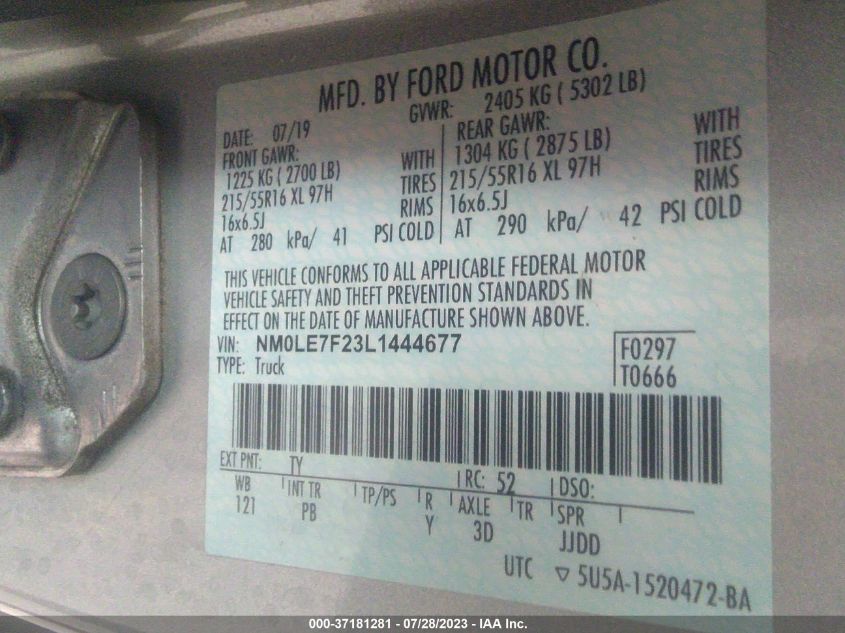 MFD. BY FORD MOTOR CO.
DATE: 07/19 GVWR: 2405 KG ( 5302 LB)
FRONT GAWR: REAR GAWR:
1225 KG ( 2700 LB) WITH 1304 KG ( 2875 LB) WITH
215/55R16 XL 97H TIRES 215/55R16 XL 97H TIRES
16x6.5J RIMS 16x6.5J RIMS
AT 280 kPa/ 41 PSI COLD AT 290 kPa/ 42 PSI COLD
THIS VEHICLE CONFORMS TO ALL APPLICABLE FEDERAL MOTOR
VEHICLE SAFETY AND THEFT PREVENTION STANDARDS IN
EFFECT ON THE DATE OF MANUFACTURE SHOWN ABOVE.
VIN: NM0LE7F23L1444677 F0297
TYPE: Truck T0666
EXT PNT: TY RC: 52 DSO:
WB INT TR TP/PS R AXLE TR SPR
121 PB Y 3D JJDD
UTC ▽ 5U5A-1520472-BA
000-37181281 - 07/28/2023 - IAA Inc.